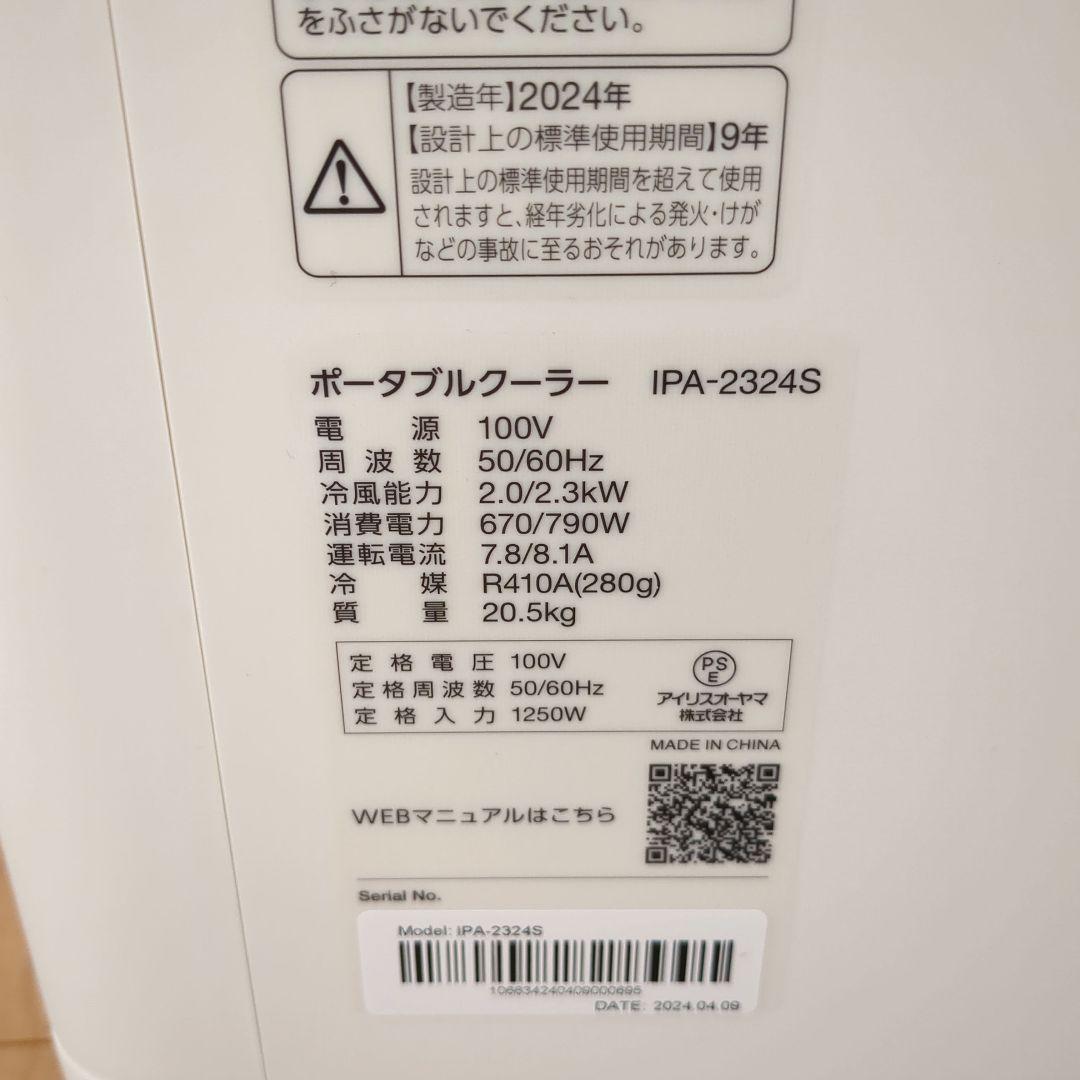 をふさがないでください。
【製造年】2024年
【設計上の標準使用期間】9年
設計上の標準使用期間を超えて使用
されますと、経年劣化による発火・けが
などの事故に至るおそれがあります。
ポータブルクーラー IPA-2324S
電源 100V
周波数 50/60Hz
冷風能力 2.0/2.3kW
消費電力 670/790W
運転電流 7.8/8.1A
冷媒 R410A(280g)
質量 20.5kg
定格電圧 100V
定格周波数 50/60Hz
定格入力 1250W
PSE
アイリスオーヤマ
株式会社
MADE IN CHINA
WEBマニュアルはこちら
Serial No.
Model: IPA-2324S
106634240409000695
DATE: 2024.04.09